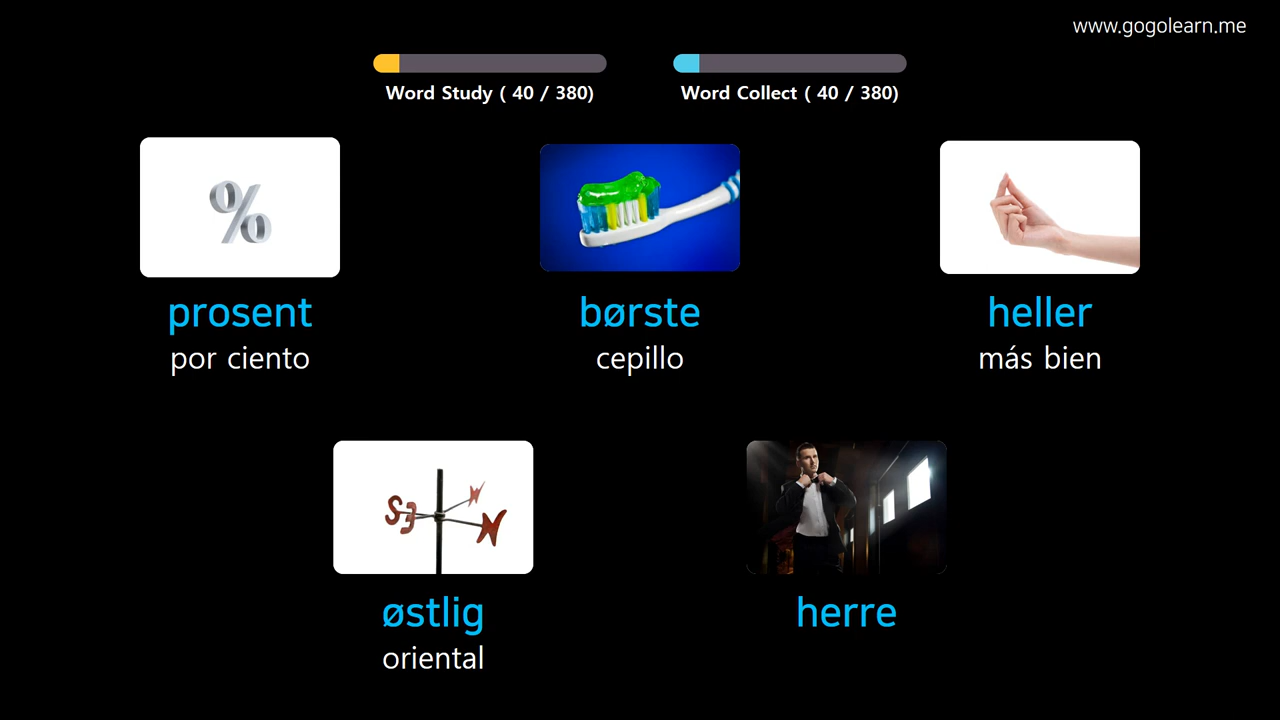 www.gogolearn.me
Word Study ( 40 / 380)
Word Collect ( 40 / 380)
%
prosent
por ciento
børste
cepillo
heller
más bien
S
E
W
N
østlig
oriental
herre